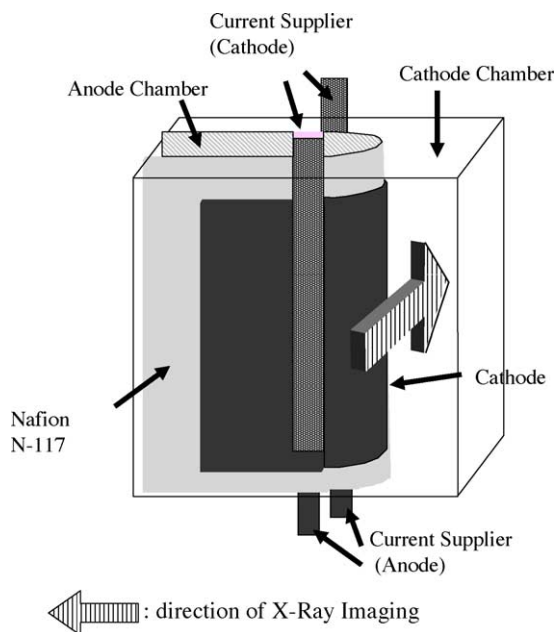 Current Supplier
(Cathode)
Anode Chamber
Cathode Chamber
Cathode
Nafion
N-117
Current Supplier
(Anode)
: direction of X-Ray Imaging